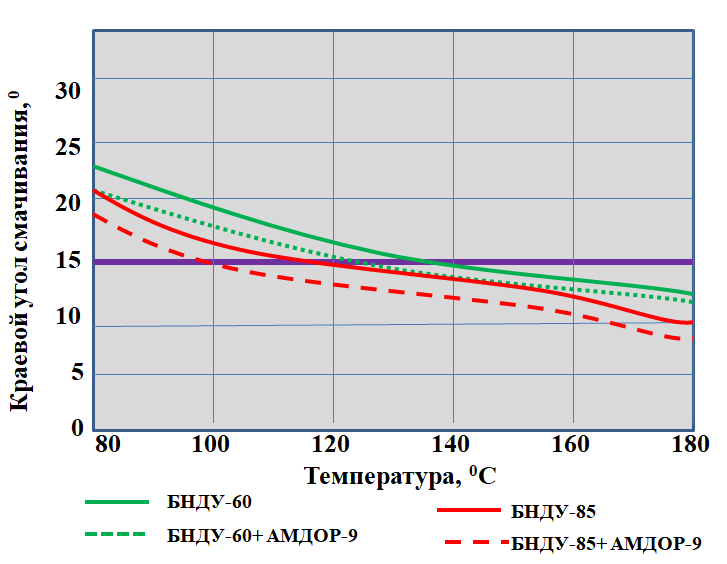 Краевой угол смачивания, ⁰
30
25
20
15
10
5
0
80 100 120 140 160 180
Температура, ⁰С
БНДУ-60
БНДУ-85
БНДУ-60+ АМДОР-9
БНДУ-85+ АМДОР-9